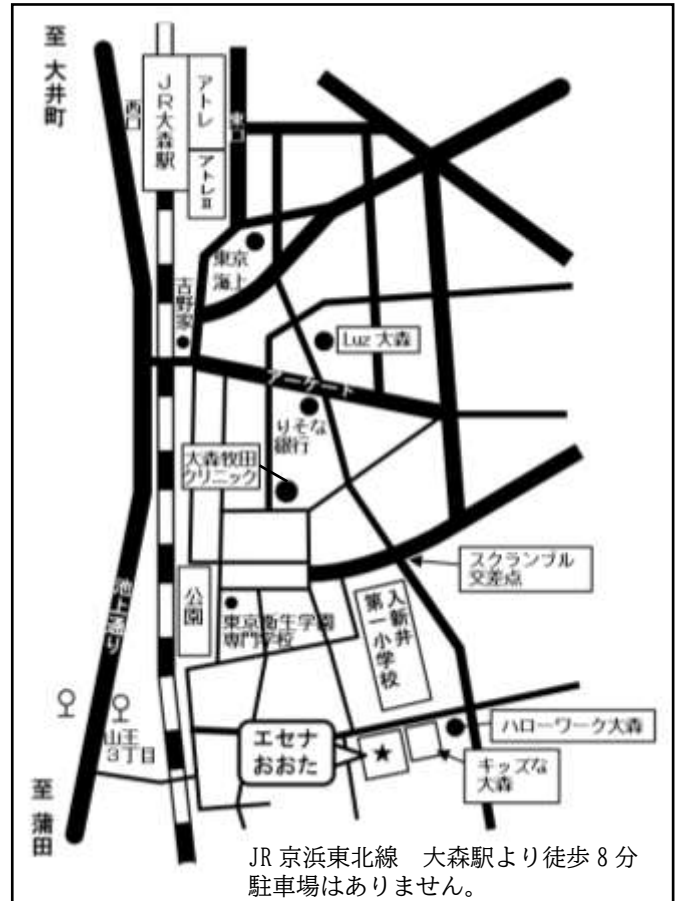 至 大井町
西口
JR大森駅
アトレ
アトレⅡ
東口
東京
海上
吉野家
Luz 大森
アーケード
りそな
銀行
大森牧田
クリニック
スクランブル
交差点
公園
東京衛生学園
専門学校
入新井
第一小学校
池上通り
山王
3丁目
エセナ
おおた
★
ハローワーク大森
キッズな
大森
至 蒲田
JR 京浜東北線　大森駅より徒歩 8 分
駐車場はありません。